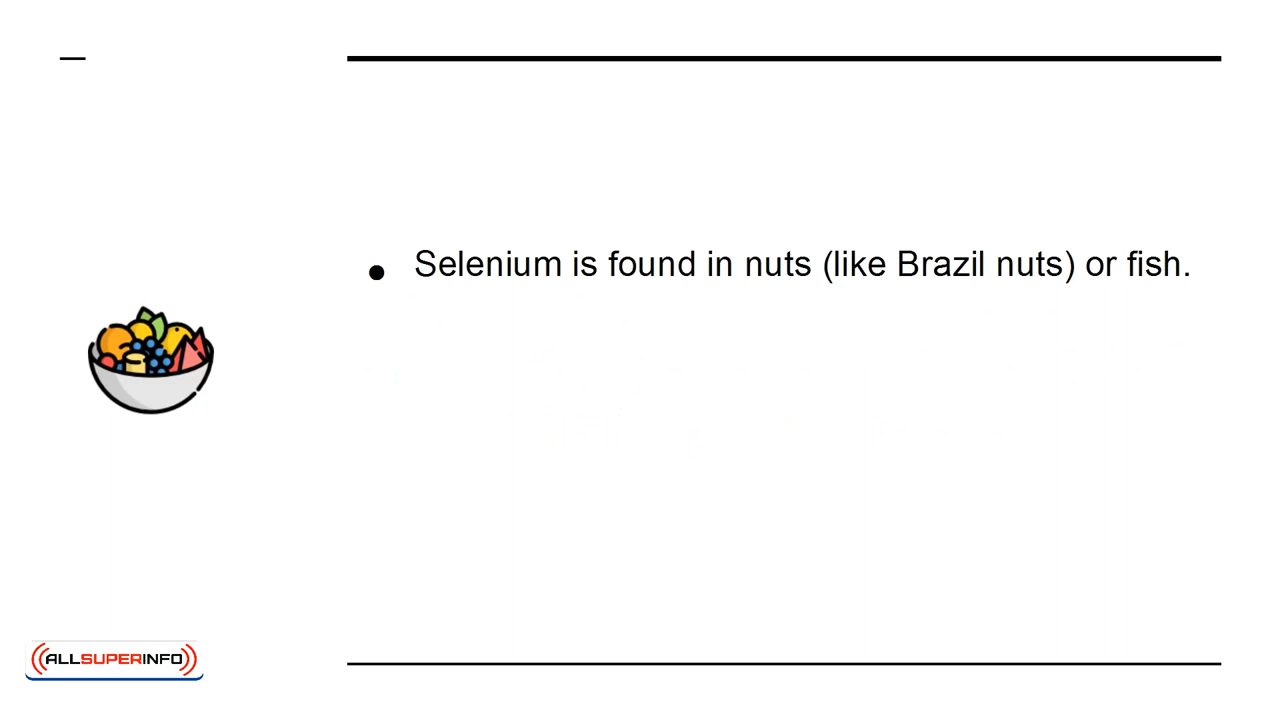 ● Selenium is found in nuts (like Brazil nuts) or fish.
ALLSUPERINFO